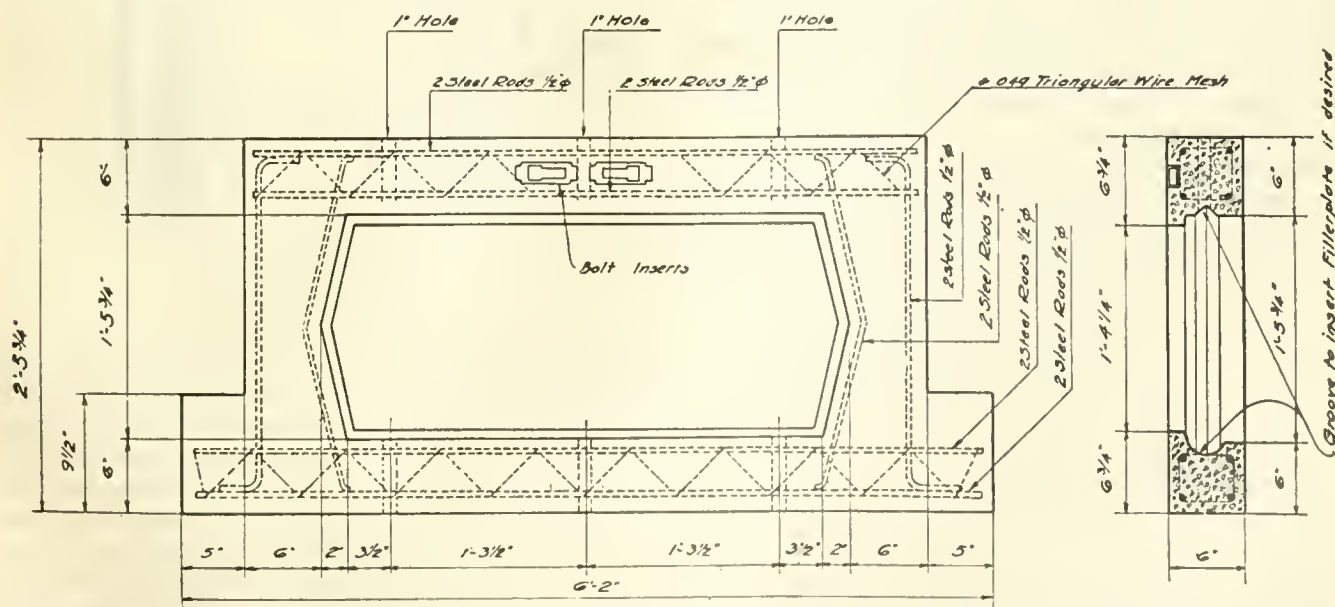 1" Hole
1" Hole
1" Hole
2 Steel Rods ½"φ
2 Steel Rods ½"φ
Triangular Wire Mesh
2 Steel Rods ½"φ
2 Steel Rods ½"φ
2 Steel Rods ½"φ
2 Steel Rods ½"φ
Bolt Inserts
2'-5¾"
6"
1'-5¾"
9½"
6"
5"
6"
2"
3½"
1'-3½"
1'-3½"
3½"
2"
6"
5"
6'-2"
6¾"
1'-4¼"
6¾"
6"
1'-5¾"
6"
6"
Groove to insert Fillerplate if desired